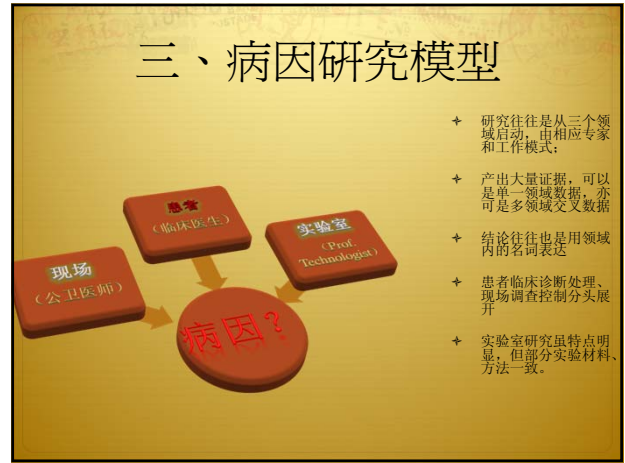 三、病因研究模型
研究往往是从三个领
域启动，由相应专家
和工作模式；
产出大量证据，可以
是单一领域数据，亦
可是多领域交叉数据
结论往往也是用领域
内的名词表达
患者临床诊断处理、
现场调查控制分头展
开
实验室研究虽特点明
显，但部分实验材料、
方法一致。
患者
（临床医生）
实验室
（Prof.
Technologist）
现场
（公卫医师）
病因？